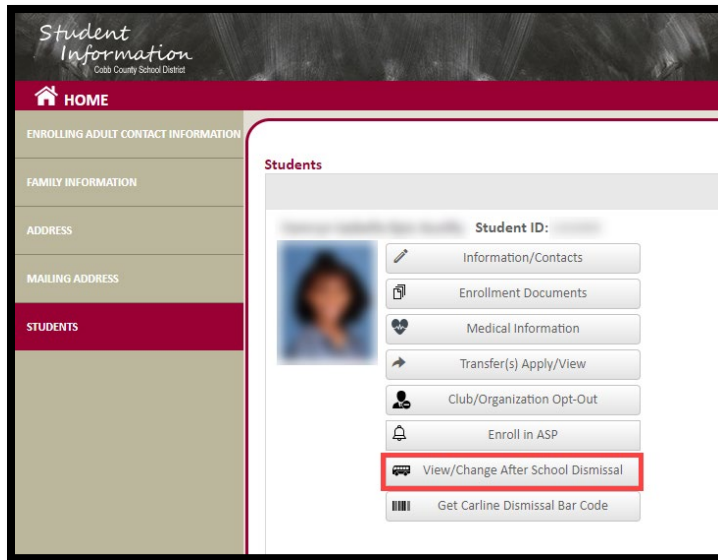 Student
Information
Cobb County School District
HOME
ENROLLING ADULT CONTACT INFORMATION
FAMILY INFORMATION
ADDRESS
MAILING ADDRESS
STUDENTS
Students
Student ID:
Information/Contacts
Enrollment Documents
Medical Information
Transfer(s) Apply/View
Club/Organization Opt-Out
Enroll in ASP
View/Change After School Dismissal
Get Carline Dismissal Bar Code